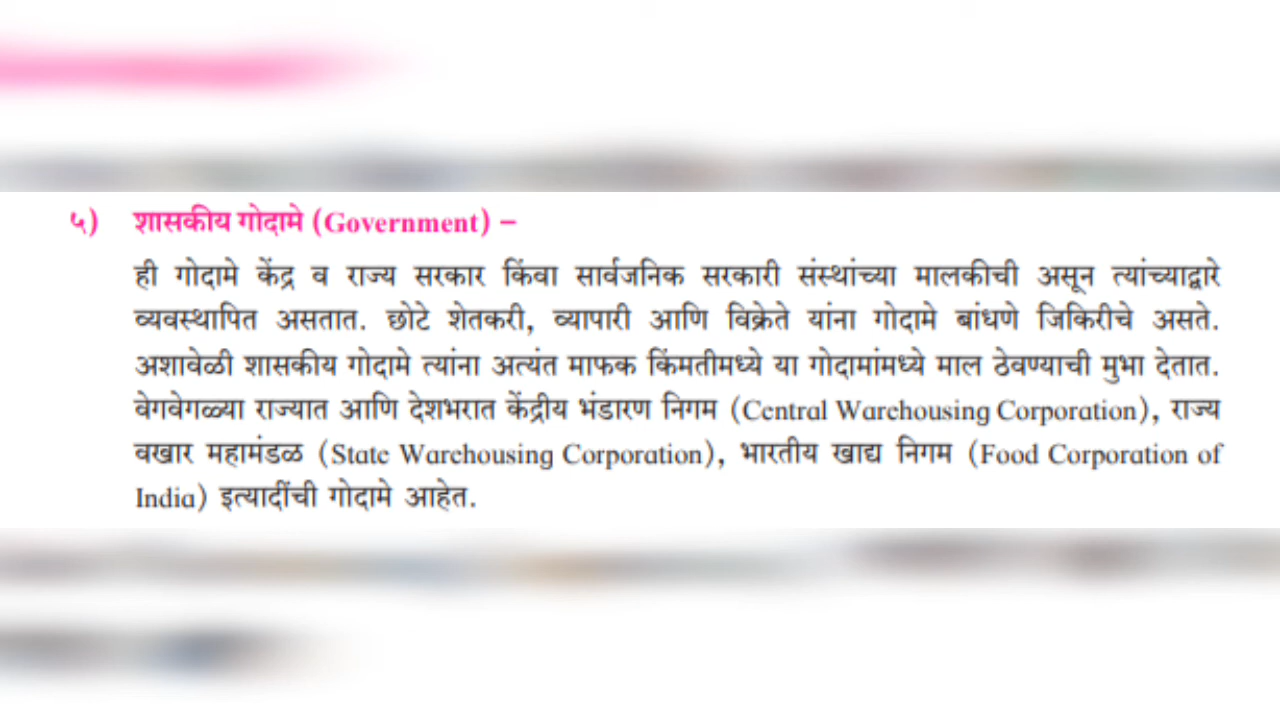 ५) शासकीय गोदामे (Government) –
ही गोदामे केंद्र व राज्य सरकार किंवा सार्वजनिक सरकारी संस्थांच्या मालकीची असून त्यांच्याद्वारे
व्यवस्थापित असतात. छोटे शेतकरी, व्यापारी आणि विक्रेते यांना गोदामे बांधणे जिकिरीचे असते.
अशावेळी शासकीय गोदामे त्यांना अत्यंत माफक किंमतीमध्ये या गोदामांमध्ये माल ठेवण्याची मुभा देतात.
वेगवेगळ्या राज्यात आणि देशभरात केंद्रीय भंडारण निगम (Central Warehousing Corporation), राज्य
वखार महामंडळ (State Warehousing Corporation), भारतीय खाद्य निगम (Food Corporation of
India) इत्यादींची गोदामे आहेत.